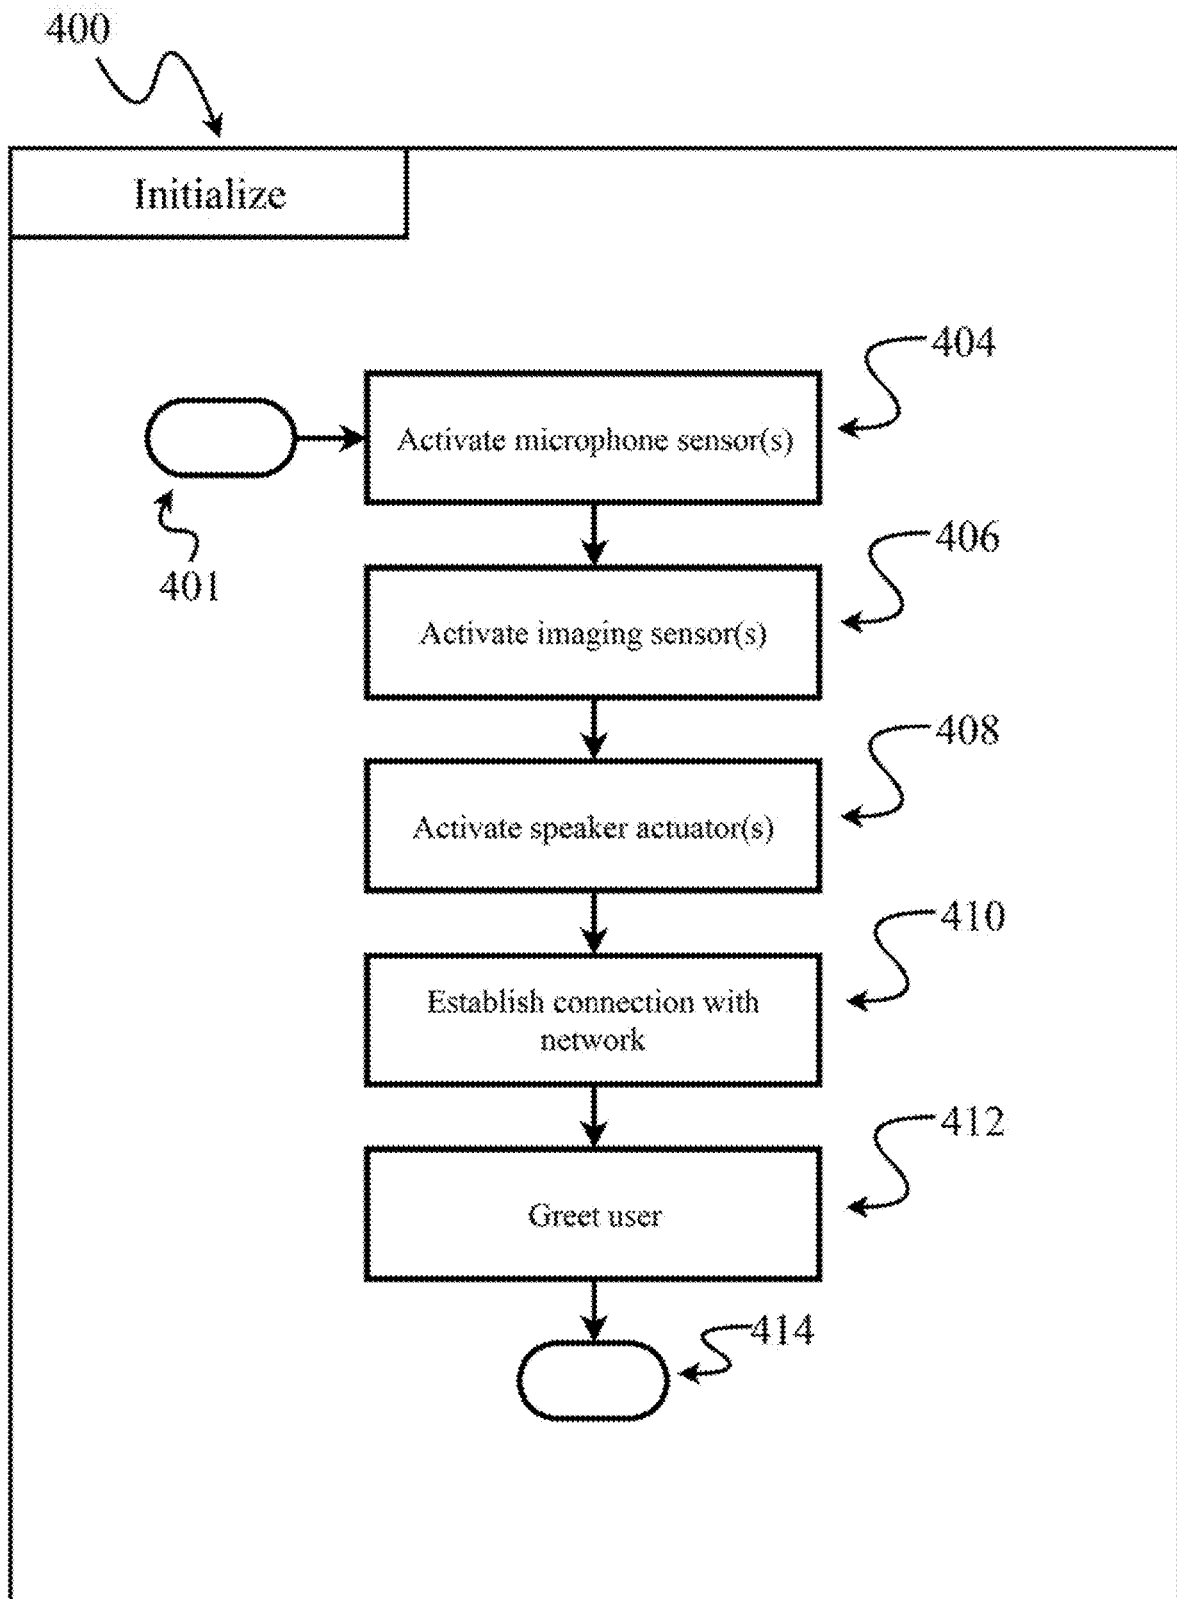 400
Initialize
404
Activate microphone sensor(s)
401
406
Activate imaging sensor(s)
408
Activate speaker actuator(s)
410
Establish connection with
network
412
Greet user
414